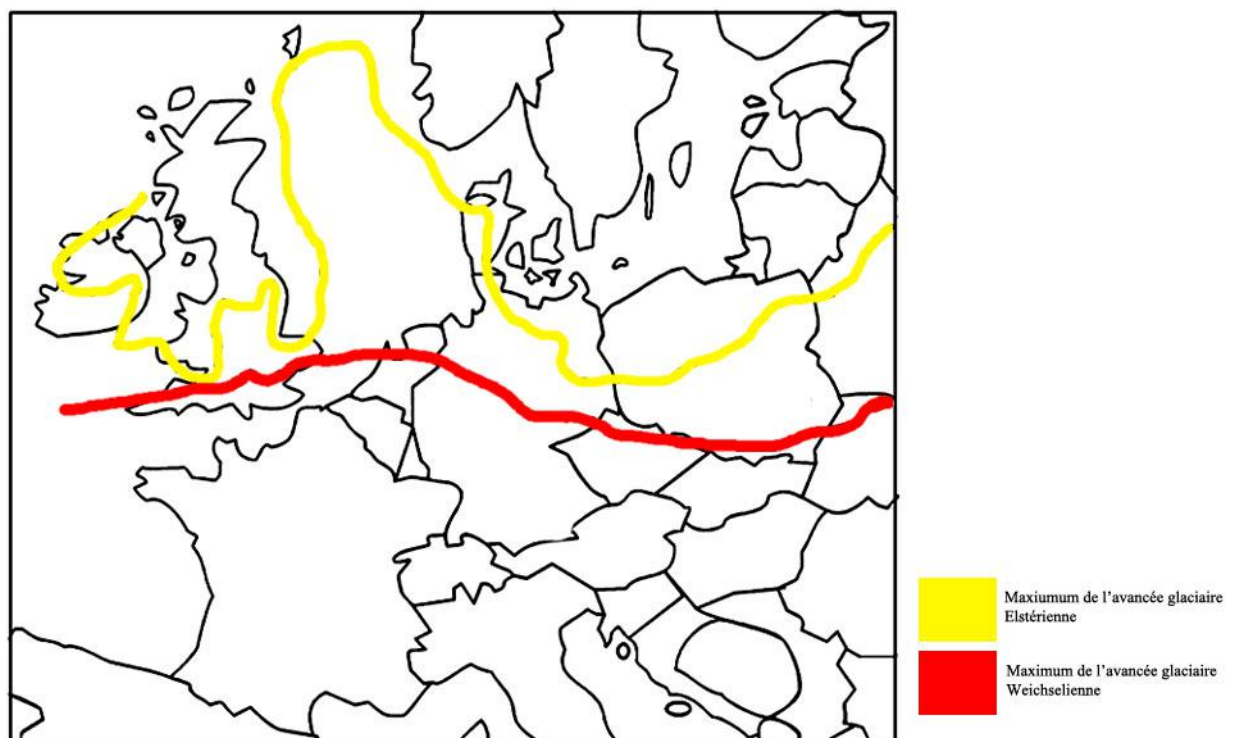 Maxiumum de l'avancée glaciaire
Elstérienne
Maximum de l'avancée glaciaire
Weichselienne